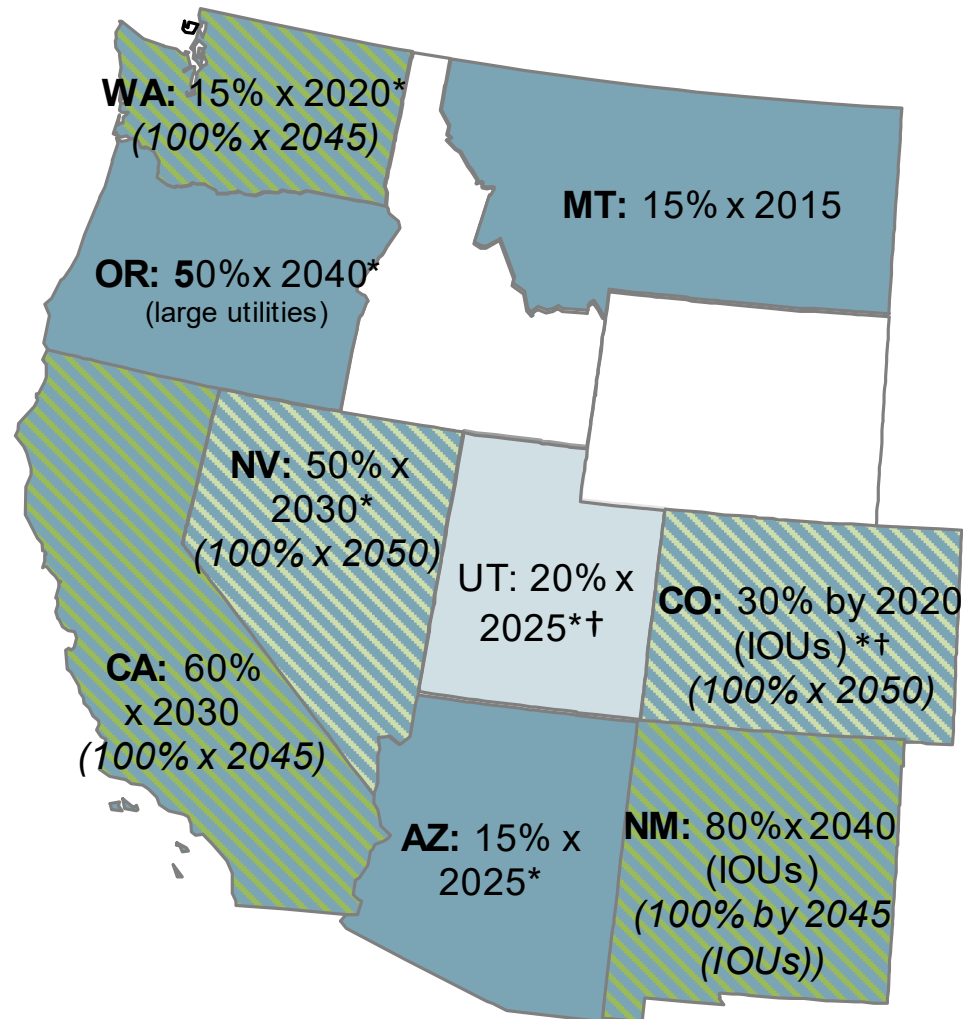 WA: 15% x 2020*
(100% x 2045)
MT: 15% x 2015
OR: 50%x 2040*
(large utilities)
NV: 50% x
2030*
(100% x 2050)
UT: 20% x
2025*†
CO: 30% by 2020
(IOUs) *†
(100% x 2050)
CA: 60%
x 2030
(100% x 2045)
AZ: 15% x
2025*
NM: 80%x 2040
(IOUs)
(100% by 2045
(IOUs))